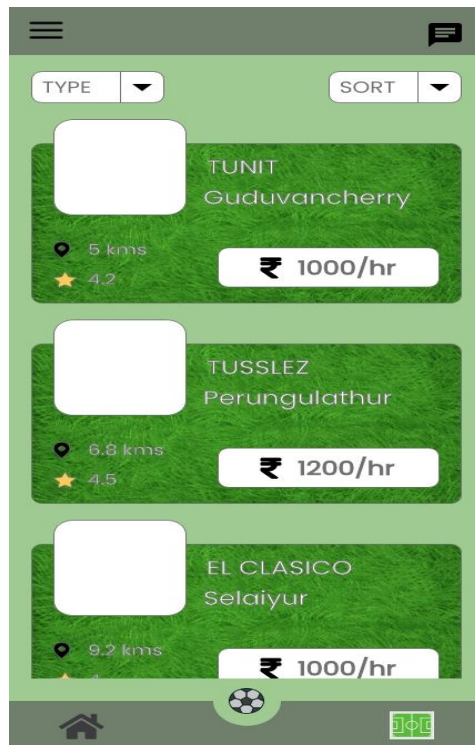 TYPE
SORT
TUNIT
Guduvancherry
5 kms
4.2
₹ 1000/hr
TUSSLEZ
Perungulathur
6.8 kms
4.5
₹ 1200/hr
EL CLASICO
Selaiyur
9.2 kms
₹ 1000/hr